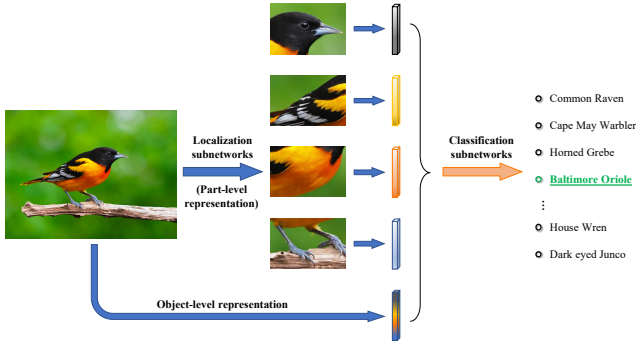 Localization
subnetworks
(Part-level
representation)
Object-level representation
Classification
subnetworks
Common Raven
Cape May Warbler
Horned Grebe
Baltimore Oriole
⋮
House Wren
Dark eyed Junco